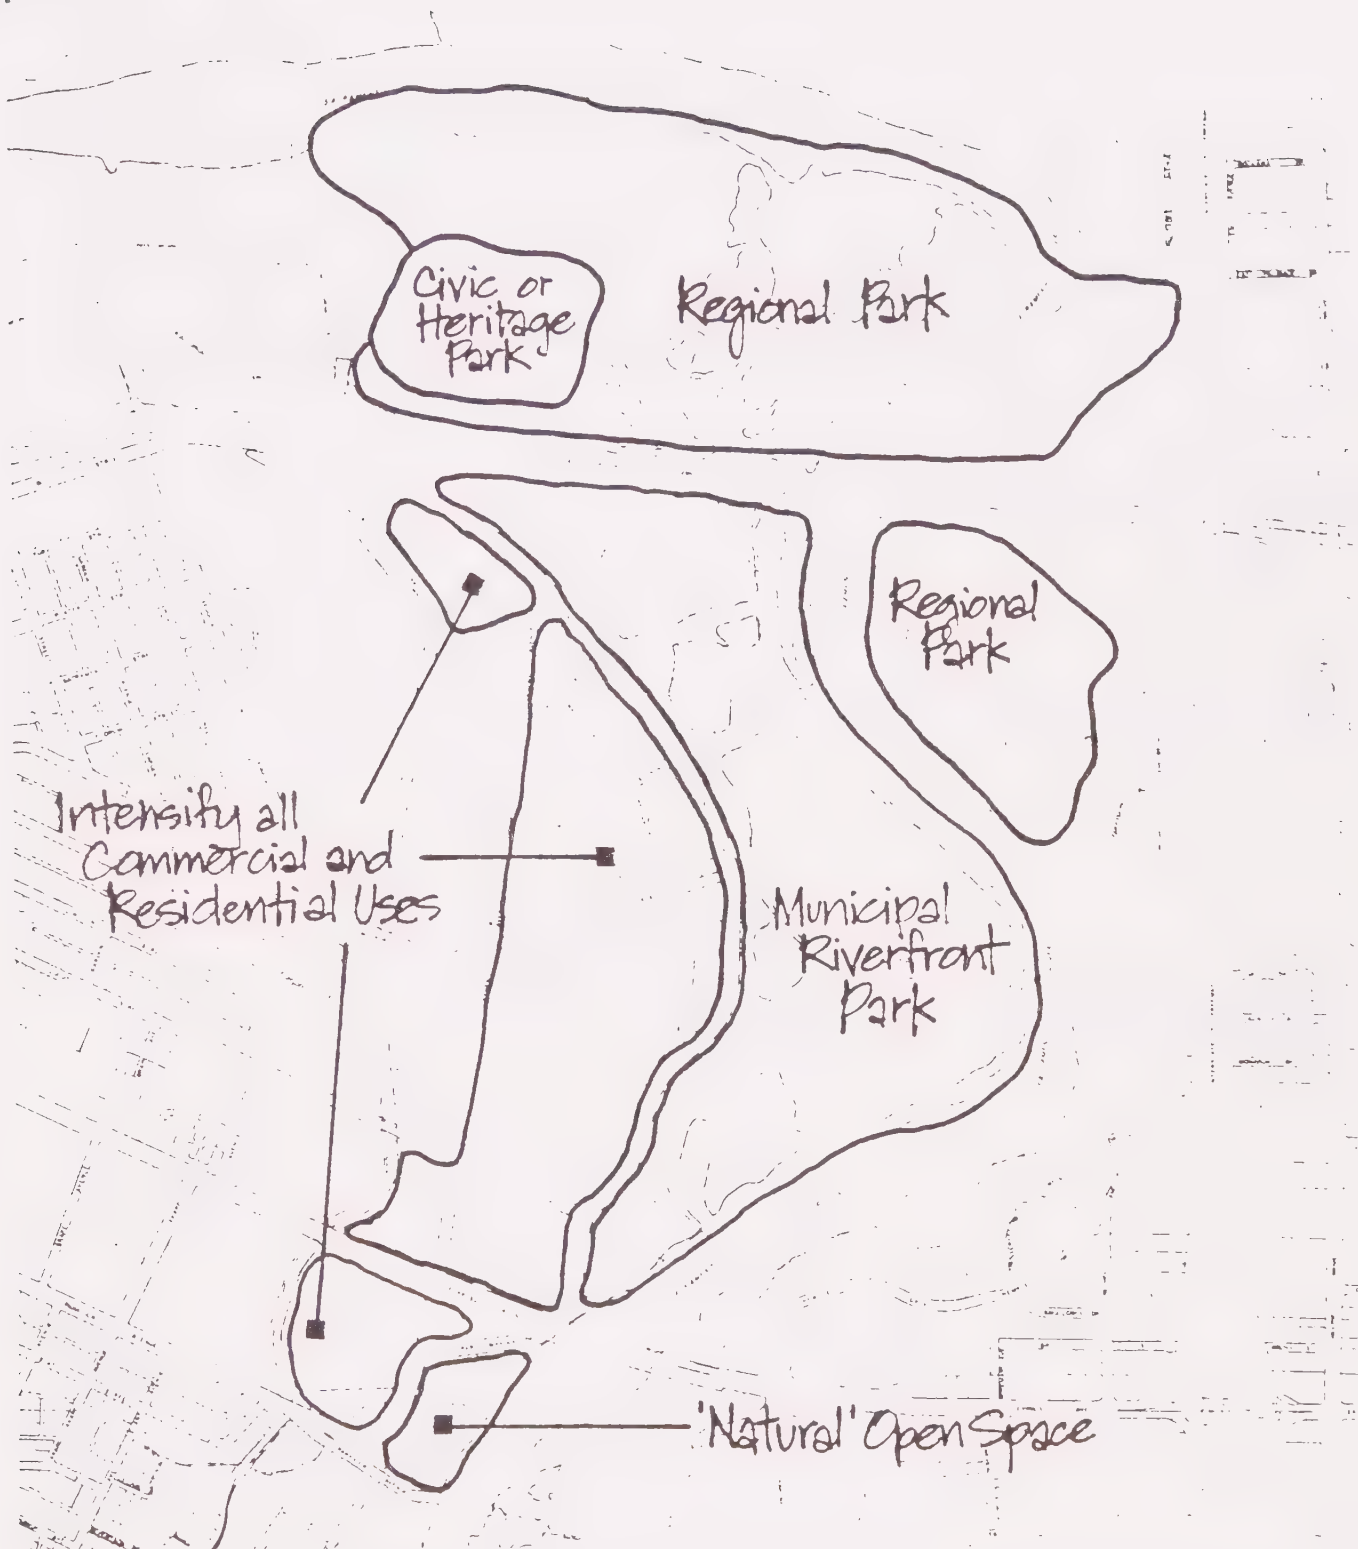 Civic or
Heritage
Park
Regional Park
Regional
Park
Intensify all
Commercial and
Residential Uses
Municipal
Riverfront
Park
'Natural' Open Space